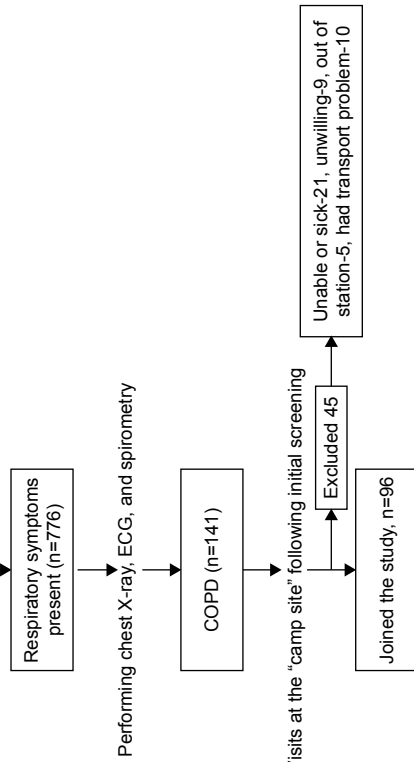 Respiratory symptoms
present (n=776)
Performing chest X-ray, ECG, and spirometry
COPD (n=141)
isits at the “camp site” following initial screening
Excluded 45
Unable or sick-21, unwilling-9, out of
station-5, had transport problem-10
Joined the study, n=96